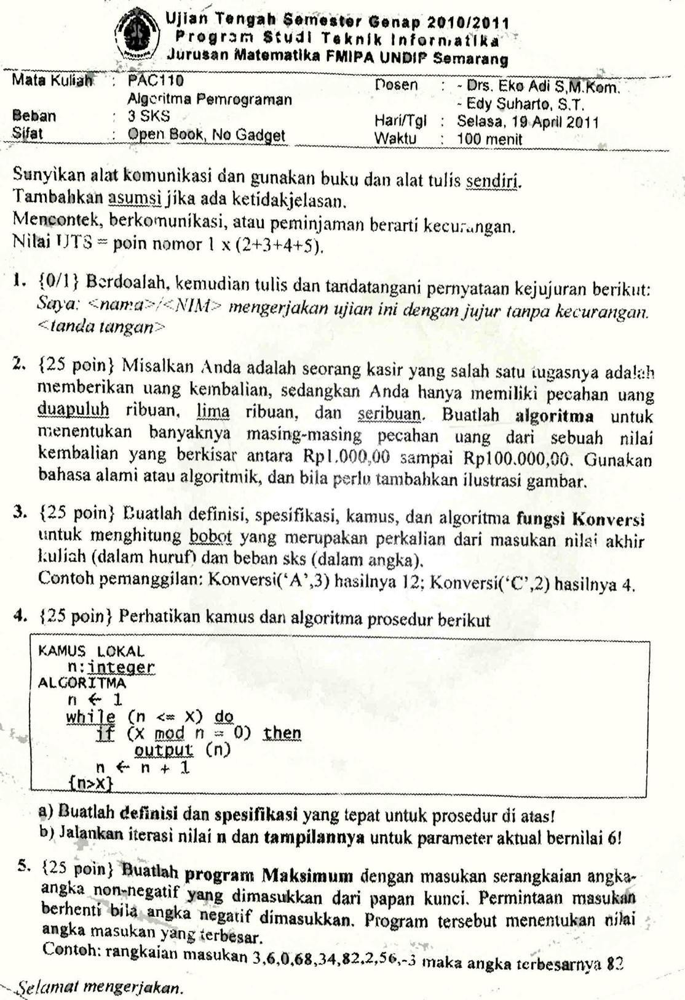 Ujian Tengah Semester Genap 2010/2011
Program Studi Teknik Informatika
Jurusan Matematika FMIPA UNDIP Semarang
Mata Kuliah : PAC110
Algoritma Pemrograman
Beban : 3 SKS
Sifat : Open Book, No Gadget
Dosen : - Drs. Eko Adi S,M.Kom.
- Edy Suharto, S.T.
Hari/Tgl : Selasa, 19 April 2011
Waktu : 100 menit
Sunyikan alat komunikasi dan gunakan buku dan alat tulis sendiri.
Tambahkan asumsi jika ada ketidakjelasan.
Mencontek, berkomunikasi, atau peminjaman berarti kecurangan.
Nilai UTS = poin nomor 1 x (2+3+4+5).
1. {0/1} Berdoalah, kemudian tulis dan tandatangani pernyataan kejujuran berikut:
Saya: <nama>/<NIM> mengerjakan ujian ini dengan jujur tanpa kecurangan.
<tanda tangan>
2. {25 poin} Misalkan Anda adalah seorang kasir yang salah satu tugasnya adalah
memberikan uang kembalian, sedangkan Anda hanya memiliki pecahan uang
duapuluh ribuan, lima ribuan, dan seribuan. Buatlah algoritma untuk
menentukan banyaknya masing-masing pecahan uang dari sebuah nilai
kembalian yang berkisar antara Rp1.000,00 sampai Rp100.000,00. Gunakan
bahasa alami atau algoritmik, dan bila perlu tambahkan ilustrasi gambar.
3. {25 poin} Buatlah definisi, spesifikasi, kamus, dan algoritma fungsi Konversi
untuk menghitung bobot yang merupakan perkalian dari masukan nilai akhir
kuliah (dalam huruf) dan beban sks (dalam angka).
Contoh pemanggilan: Konversi('A',3) hasilnya 12; Konversi('C',2) hasilnya 4.
4. {25 poin} Perhatikan kamus dan algoritma prosedur berikut
KAMUS LOKAL
n:integer
ALGORITMA
n ← 1
while (n <= X) do
if (X mod n = 0) then
output (n)
n ← n + 1
{n>X}
a) Buatlah definisi dan spesifikasi yang tepat untuk prosedur di atas!
b) Jalankan iterasi nilai n dan tampilannya untuk parameter aktual bernilai 6!
5. {25 poin} Buatlah program Maksimum dengan masukan serangkaian angka-
angka non-negatif yang dimasukkan dari papan kunci. Permintaan masukan
berhenti bila angka negatif dimasukkan. Program tersebut menentukan nilai
angka masukan yang terbesar.
Contoh: rangkaian masukan 3,6,0,68,34,82,2,56,-3 maka angka terbesarnya 82
Selamat mengerjakan.